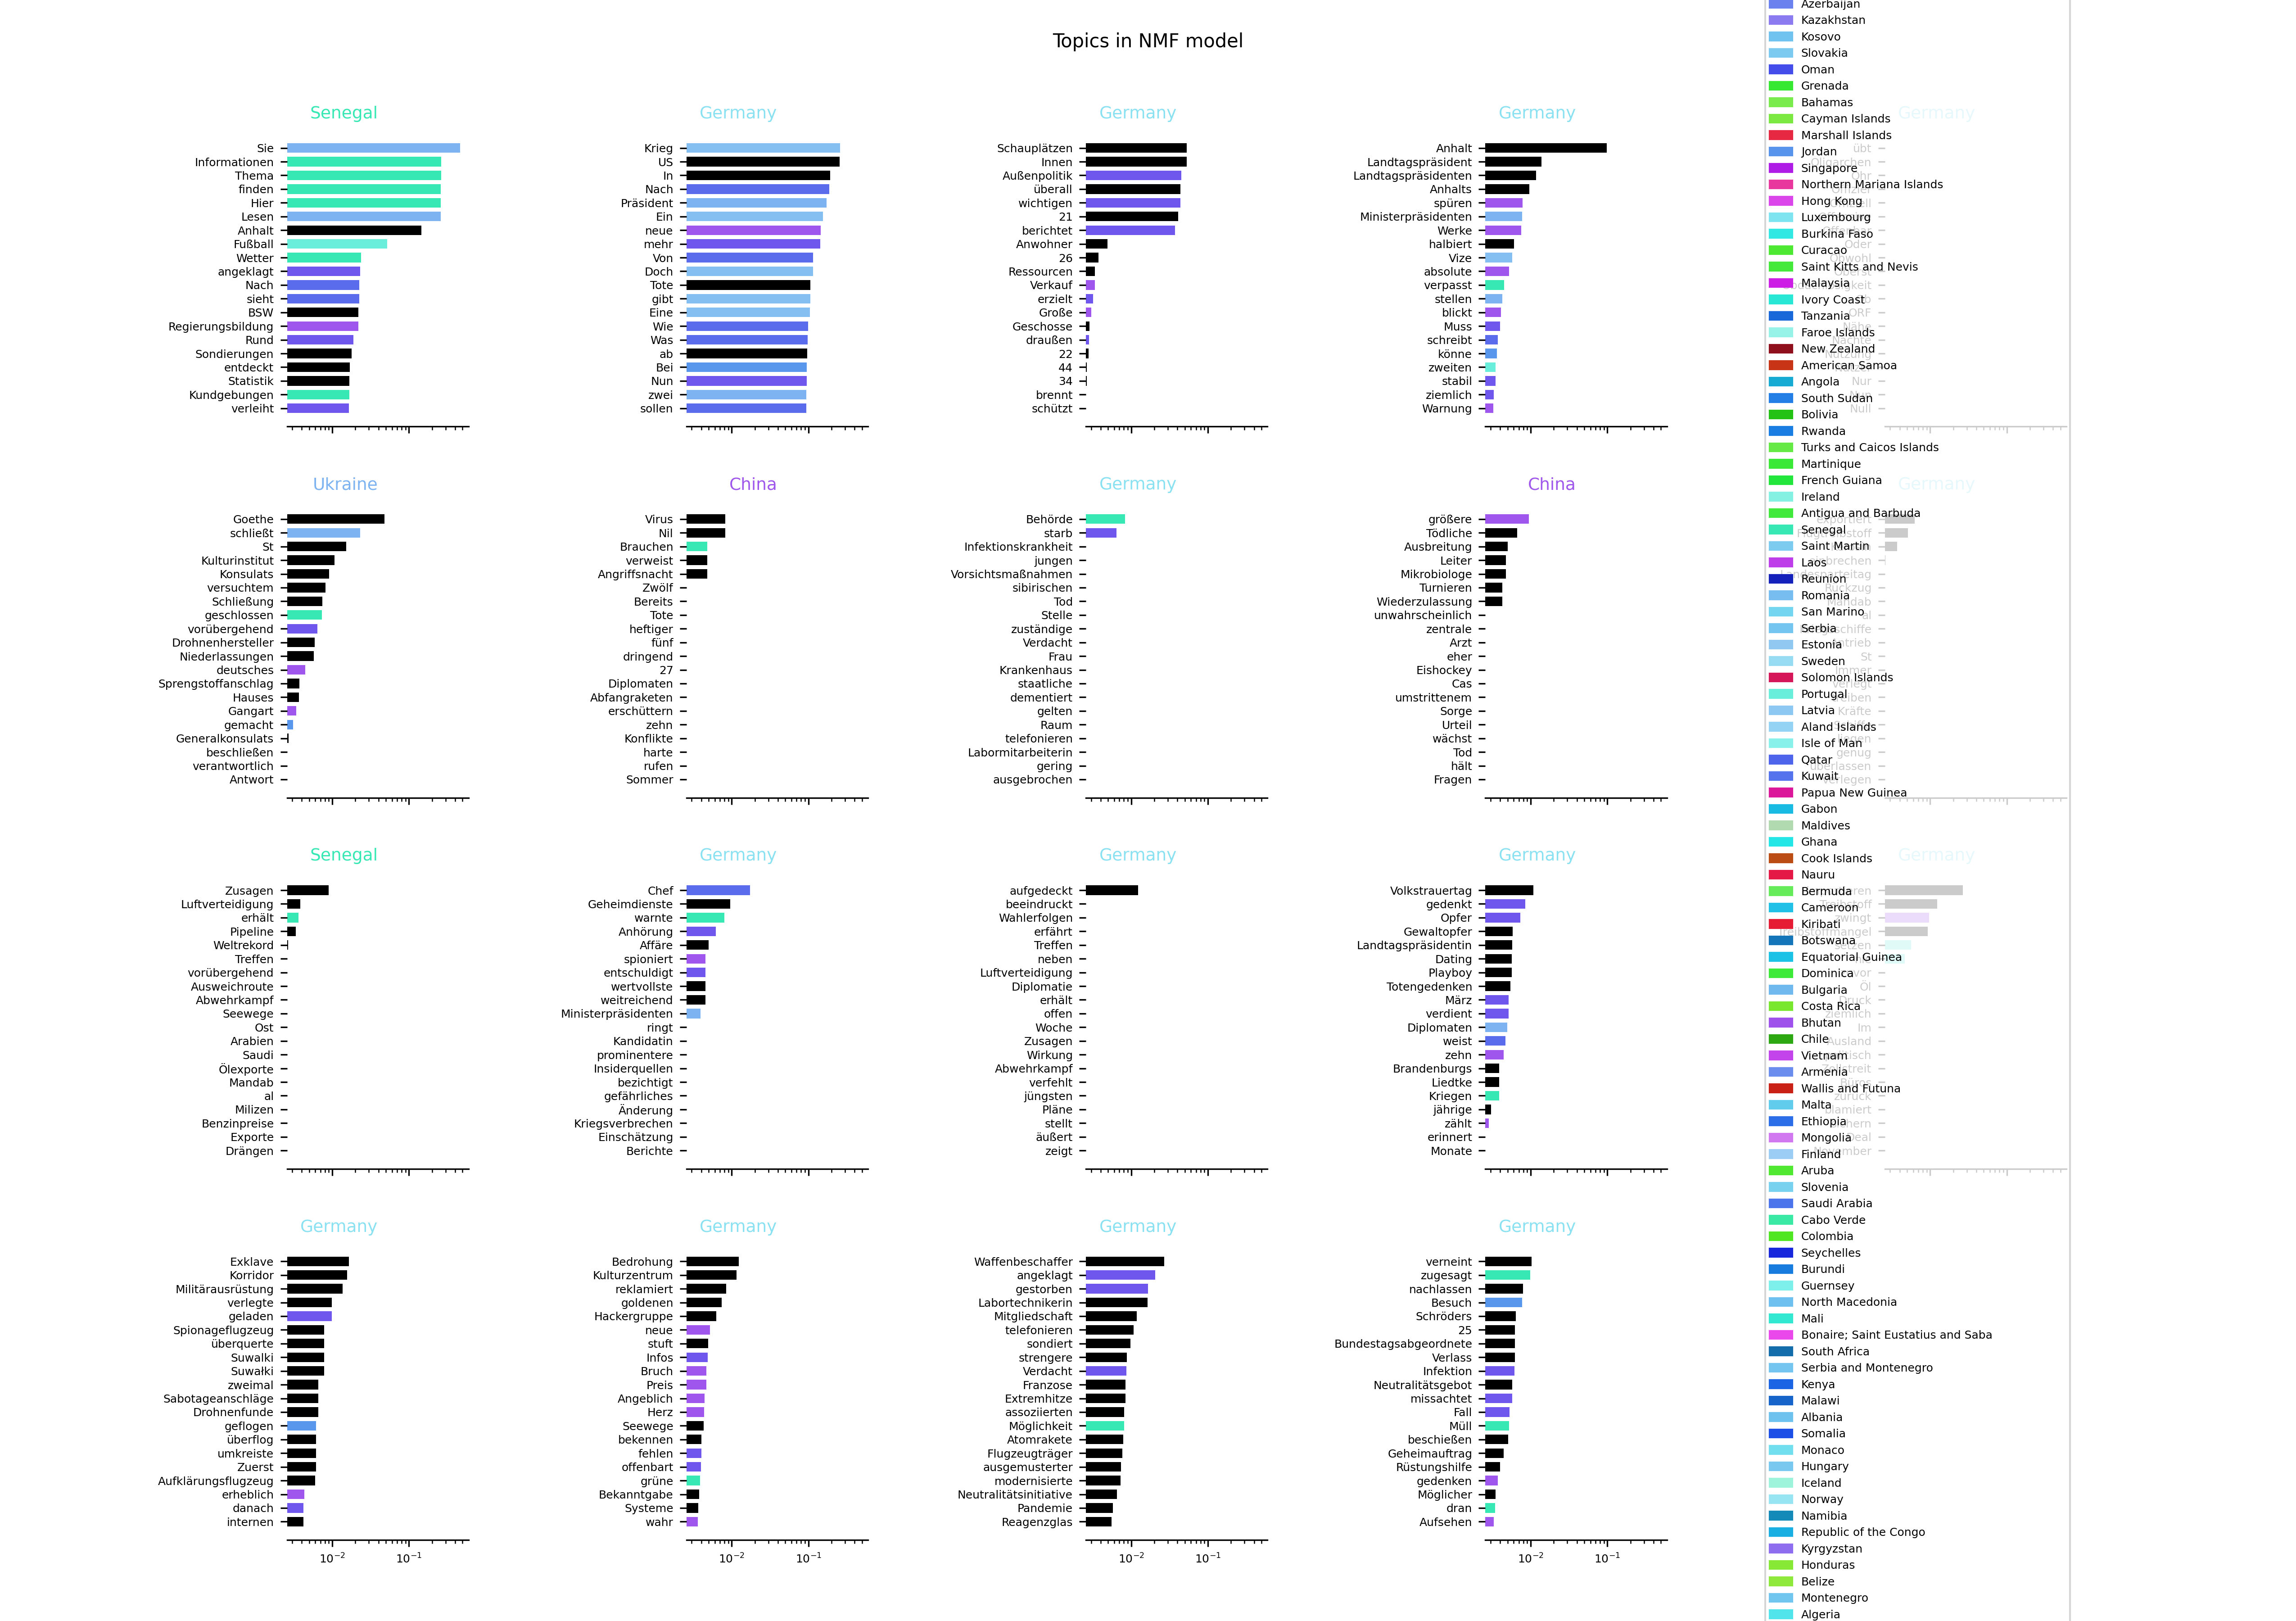 Topics in NMF model
Senegal
Sie
Informationen
Thema
finden
Hier
Lesen
Anhalt
Fußball
Wetter
angeklagt
Nach
sieht
BSW
Regierungsbildung
Rund
Sondierungen
entdeckt
Statistik
Kundgebungen
verleiht
Germany
Krieg
US
In
Nach
Präsident
Ein
neue
mehr
Von
Doch
Tote
gibt
Eine
Wie
Was
ab
Bei
Nun
zwei
sollen
Germany
Schauplätzen
Innen
Außenpolitik
überall
wichtigen
21
berichtet
Anwohner
26
Ressourcen
Verkauf
erzielt
Große
Geschosse
draußen
22
44
34
brennt
schützt
Germany
Anhalt
Landtagspräsident
Landtagspräsidenten
Anhalts
spüren
Ministerpräsidenten
Werke
halbiert
Vize
absolute
verpasst
stellen
blickt
Muss
schreibt
könne
zweiten
stabil
ziemlich
Warnung
Germany
übt
Oder
ORF
Nur
Null
Ukraine
Goethe
schließt
St
Kulturinstitut
Konsulats
versuchtem
Schließung
geschlossen
vorübergehend
Drohnenhersteller
Niederlassungen
deutsches
Sprengstoffanschlag
Hauses
Gangart
gemacht
Generalkonsulats
beschließen
verantwortlich
Antwort
China
Virus
Nil
Brauchen
verweist
Angriffsnacht
Zwölf
Bereits
Tote
heftiger
fünf
dringend
27
Diplomaten
Abfangraketen
erschüttern
zehn
Konflikte
harte
rufen
Sommer
Germany
Behörde
starb
Infektionskrankheit
jungen
Vorsichtsmaßnahmen
sibirischen
Tod
Stelle
zuständige
Verdacht
Frau
Krankenhaus
staatliche
dementiert
gelten
Raum
telefonieren
Labormitarbeiterin
gering
ausgebrochen
China
größere
Tödliche
Ausbreitung
Leiter
Mikrobiologe
Turnieren
Wiederzulassung
unwahrscheinlich
zentrale
Arzt
eher
Eishockey
Cas
umstrittenem
Sorge
Urteil
wächst
Tod
hält
Fragen
Germany
exportiert
Rückzug
al
St
Immer
Kräfte
genug
Senegal
Zusagen
Luftverteidigung
erhält
Pipeline
Weltrekord
Treffen
vorübergehend
Ausweichroute
Abwehrkampf
Seewege
Ost
Arabien
Saudi
Ölexporte
Mandab
al
Milizen
Benzinpreise
Exporte
Drängen
Germany
Chef
Geheimdienste
warnte
Anhörung
Affäre
spioniert
entschuldigt
wertvollste
weitreichend
Ministerpräsidenten
ringt
Kandidatin
prominentere
Insiderquellen
bezichtigt
gefährliches
Änderung
Kriegsverbrechen
Einschätzung
Berichte
Germany
aufgedeckt
beeindruckt
Wahlerfolgen
erfährt
Treffen
neben
Luftverteidigung
Diplomatie
erhält
offen
Woche
Zusagen
Wirkung
Abwehrkampf
verfehlt
jüngsten
Pläne
stellt
äußert
zeigt
Germany
Volkstrauertag
gedenkt
Opfer
Gewaltopfer
Landtagspräsidentin
Dating
Playboy
Totengedenken
März
verdient
Diplomaten
weist
zehn
Brandenburgs
Liedtke
Kriegen
jährige
zählt
erinnert
Monate
Germany
zwingt
Treibstoffmangel
setzen
Öl
Druck
ziemlich
Im
Ausland
zurück
Deal
Germany
Exklave
Korridor
Militärausrüstung
verlegte
geladen
Spionageflugzeug
überquerte
Suwalki
Suwałki
zweimal
Sabotageanschläge
Drohnenfunde
geflogen
überflog
umkreiste
Zuerst
Aufklärungsflugzeug
erheblich
danach
internen
10⁻² 10⁻¹
Germany
Bedrohung
Kulturzentrum
reklamiert
goldenen
Hackergruppe
neue
stuft
Infos
Bruch
Preis
Angeblich
Herz
Seewege
bekennen
fehlen
offenbart
grüne
Bekanntgabe
Systeme
wahr
10⁻² 10⁻¹
Germany
Waffenbeschaffer
angeklagt
gestorben
Labortechnikerin
Mitgliedschaft
telefonieren
sondiert
strengere
Verdacht
Franzose
Extremhitze
assoziierten
Möglichkeit
Atomrakete
Flugzeugträger
ausgemusterter
modernisierte
Neutralitätsinitiative
Pandemie
Reagenzglas
10⁻² 10⁻¹
Germany
verneint
zugesagt
nachlassen
Besuch
Schröders
25
Bundestagsabgeordnete
Verlass
Infektion
Neutralitätsgebot
missachtet
Fall
Müll
beschießen
Geheimauftrag
Rüstungshilfe
gedenken
Möglicher
dran
Aufsehen
10⁻² 10⁻¹
Azerbaijan
Kazakhstan
Kosovo
Slovakia
Oman
Grenada
Bahamas
Cayman Islands
Marshall Islands
Jordan
Singapore
Northern Mariana Islands
Hong Kong
Luxembourg
Burkina Faso
Curacao
Saint Kitts and Nevis
Malaysia
Ivory Coast
Tanzania
Faroe Islands
New Zealand
American Samoa
Angola
South Sudan
Bolivia
Rwanda
Turks and Caicos Islands
Martinique
French Guiana
Ireland
Antigua and Barbuda
Senegal
Saint Martin
Laos
Reunion
Romania
San Marino
Serbia
Estonia
Sweden
Solomon Islands
Portugal
Latvia
Aland Islands
Isle of Man
Qatar
Kuwait
Papua New Guinea
Gabon
Maldives
Ghana
Cook Islands
Nauru
Bermuda
Cameroon
Kiribati
Botswana
Equatorial Guinea
Dominica
Bulgaria
Costa Rica
Bhutan
Chile
Vietnam
Armenia
Wallis and Futuna
Malta
Ethiopia
Mongolia
Finland
Aruba
Slovenia
Saudi Arabia
Cabo Verde
Colombia
Seychelles
Burundi
Guernsey
North Macedonia
Mali
Bonaire; Saint Eustatius and Saba
South Africa
Serbia and Montenegro
Kenya
Malawi
Albania
Somalia
Monaco
Hungary
Iceland
Norway
Namibia
Republic of the Congo
Kyrgyzstan
Honduras
Belize
Montenegro
Algeria